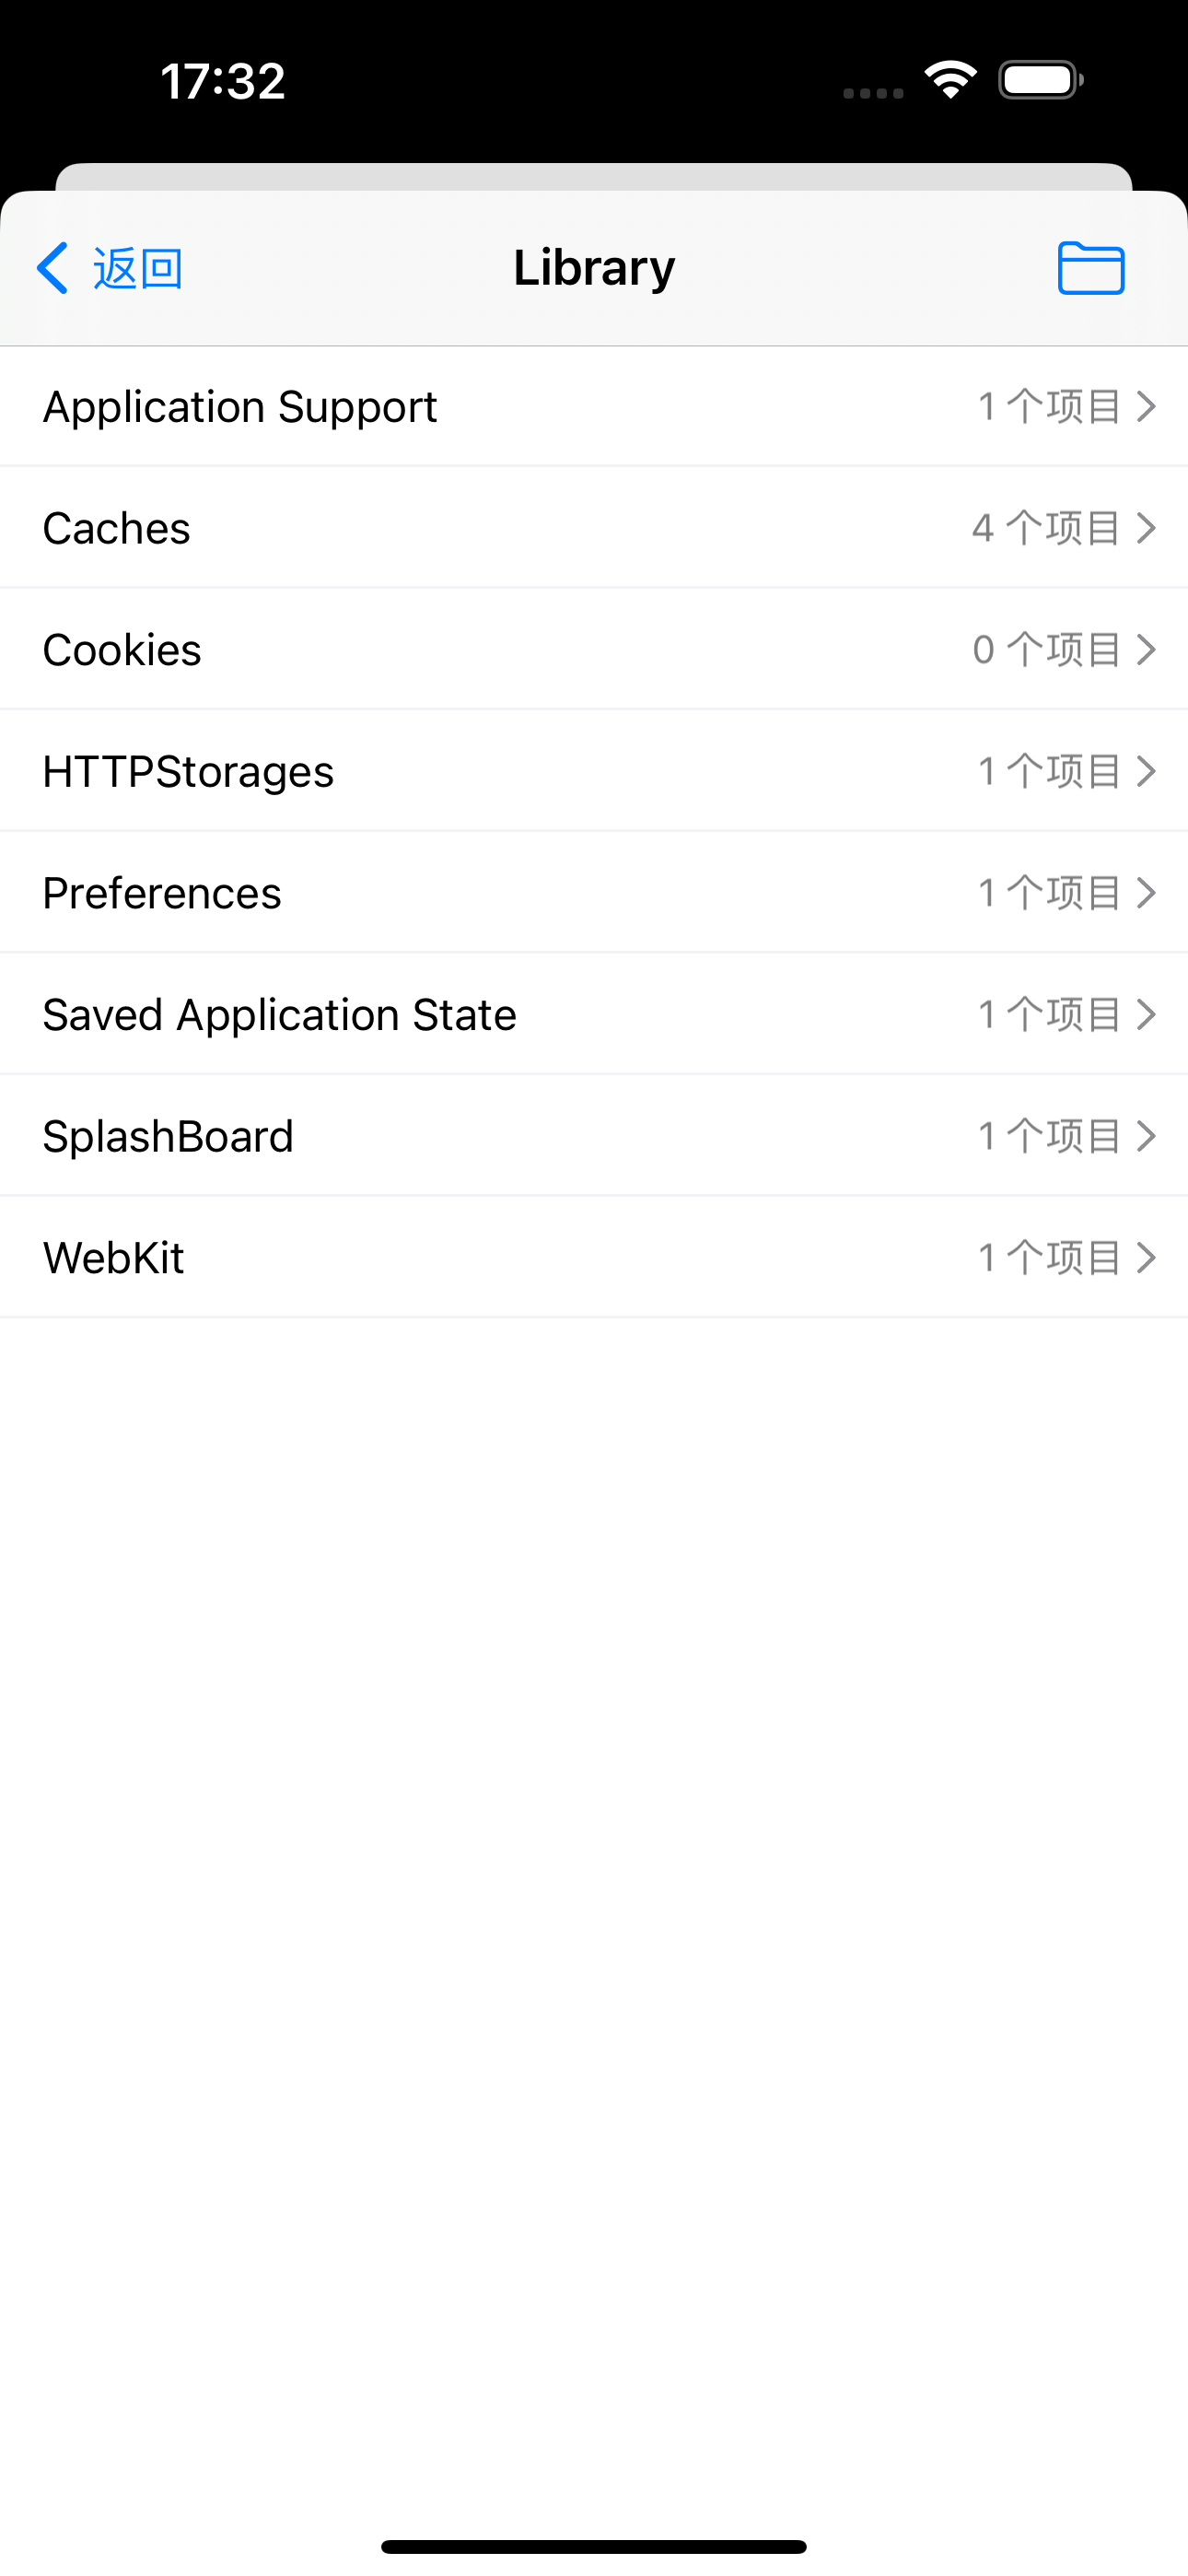 17:32
返回 Library
Application Support 1 个项目
Caches 4 个项目
Cookies 0 个项目
HTTPStorages 1 个项目
Preferences 1 个项目
Saved Application State 1 个项目
SplashBoard 1 个项目
WebKit 1 个项目